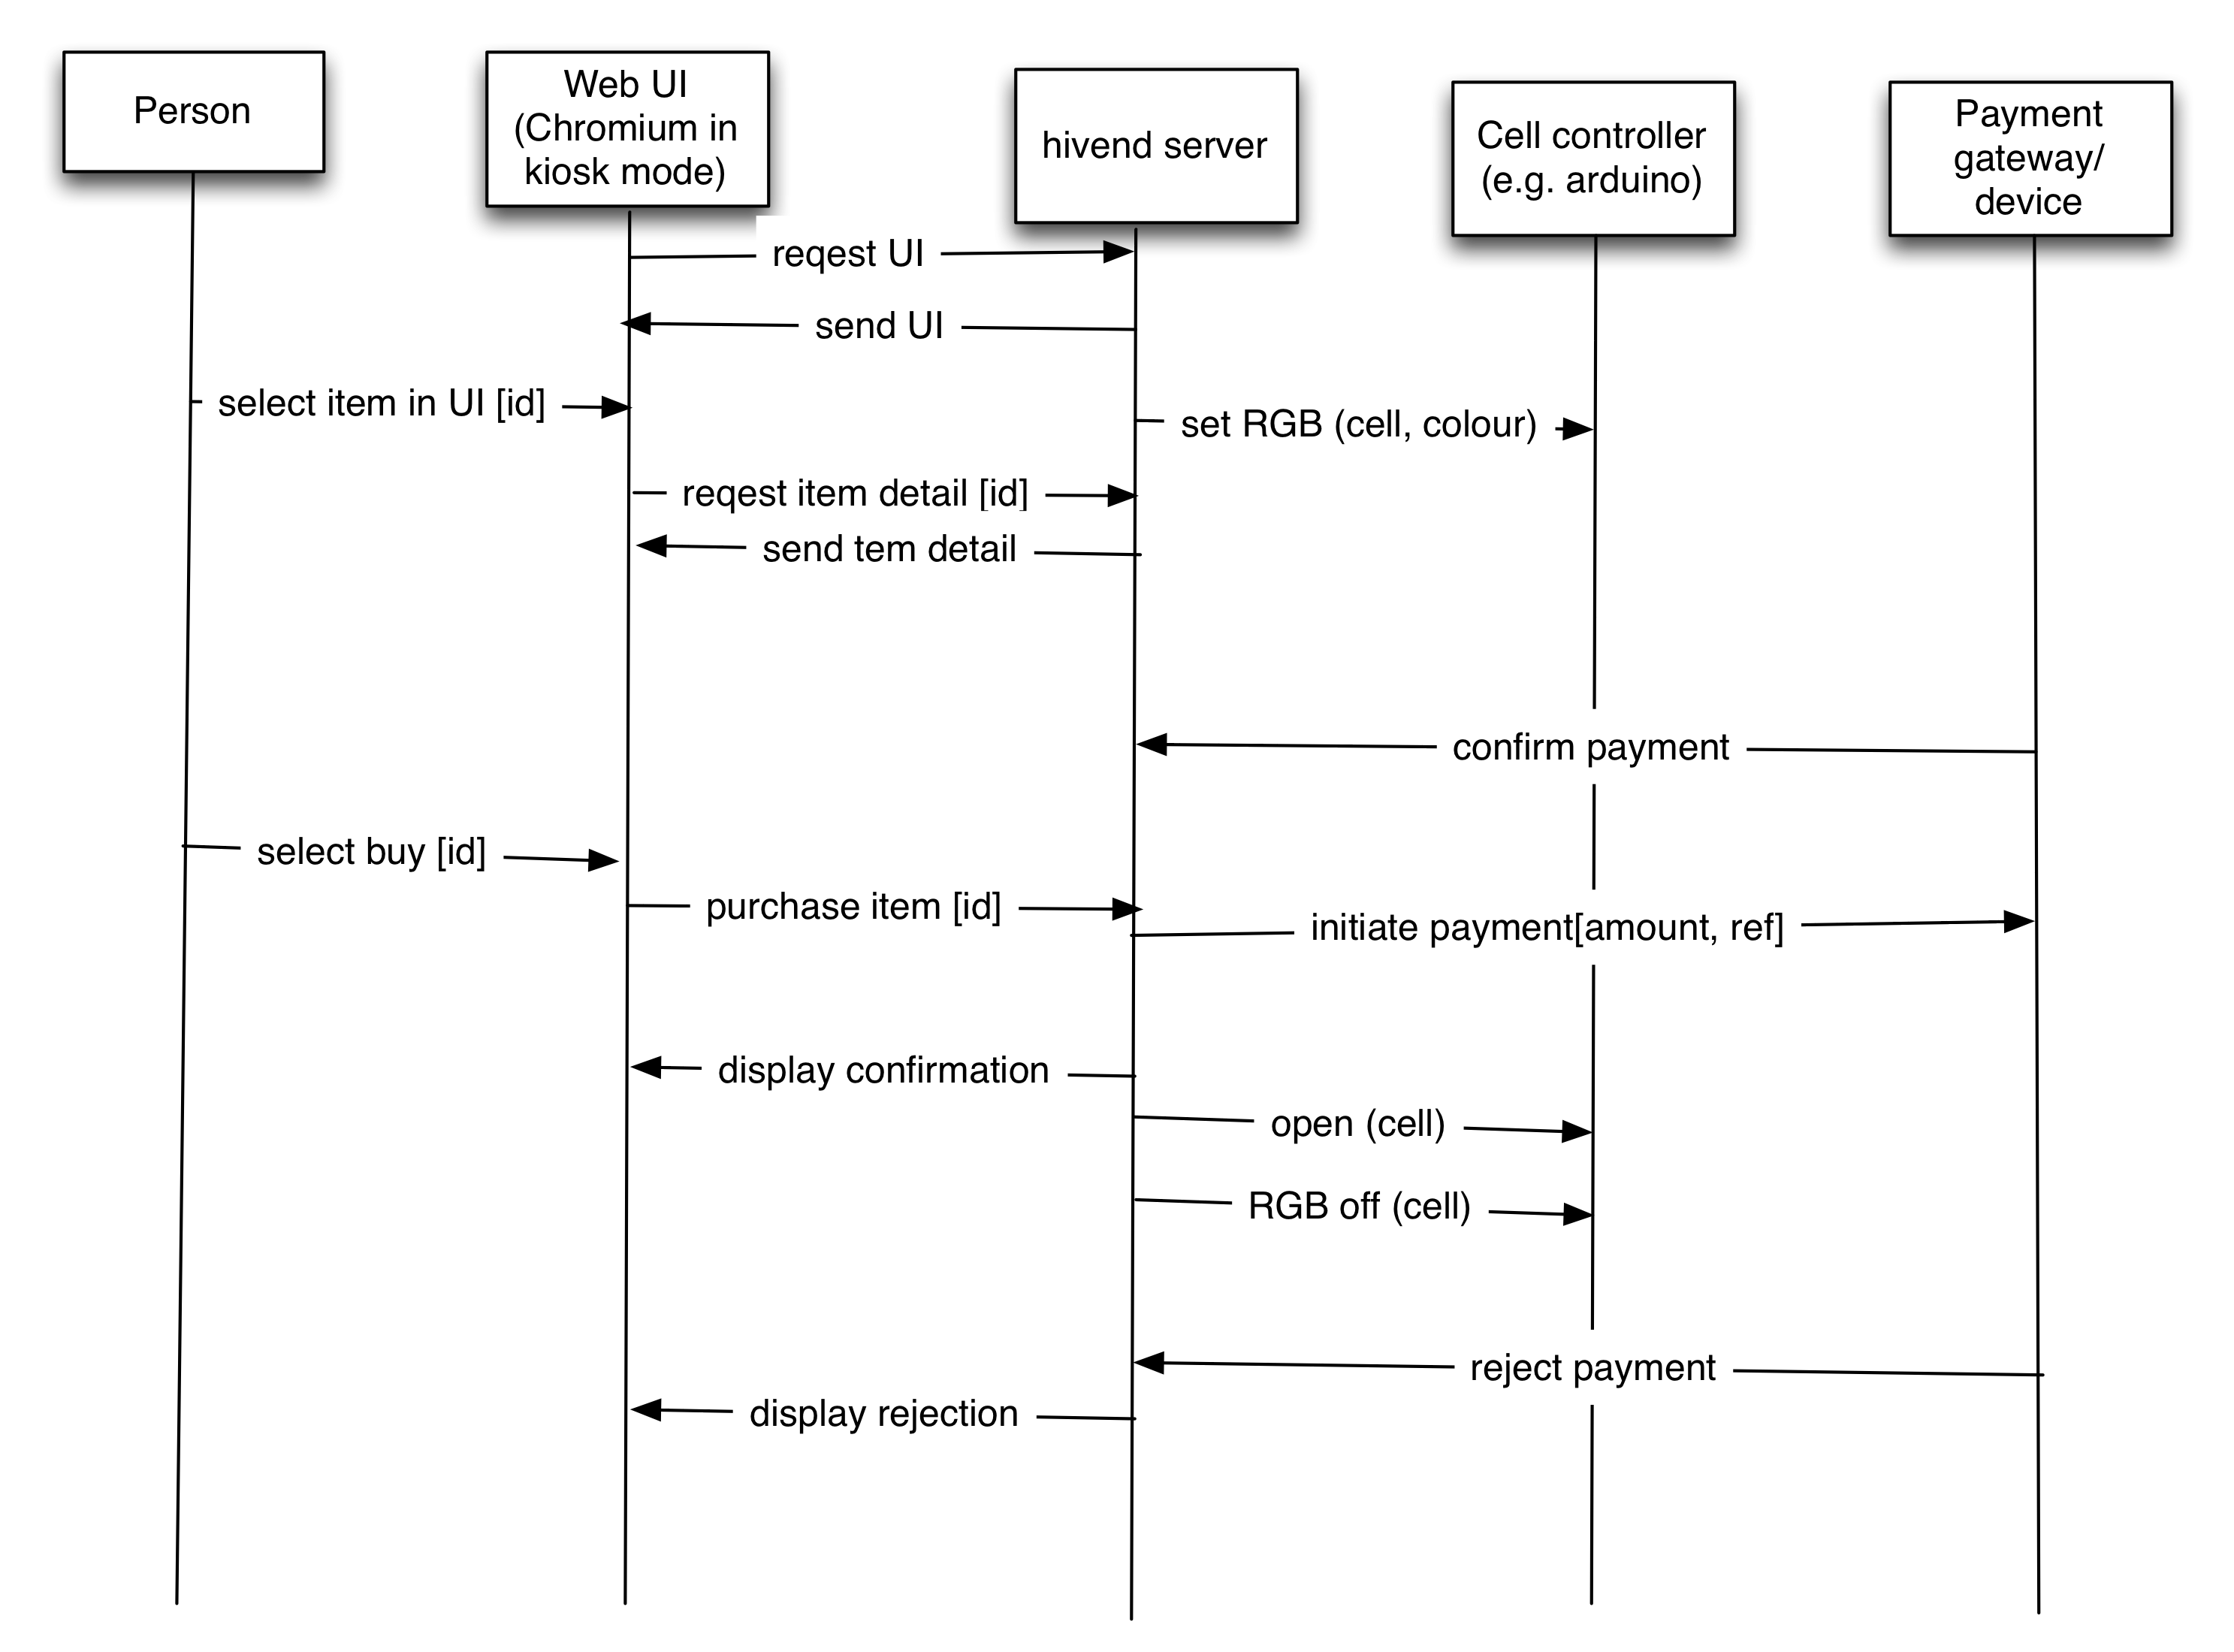 Person
Web UI
(Chromium in
kiosk mode)
hivend server
Cell controller
(e.g. arduino)
Payment
gateway/
device
reqest UI
send UI
select item in UI [id]
set RGB (cell, colour)
reqest item detail [id]
send tem detail
confirm payment
select buy [id]
purchase item [id]
initiate payment[amount, ref]
display confirmation
open (cell)
RGB off (cell)
reject payment
display rejection